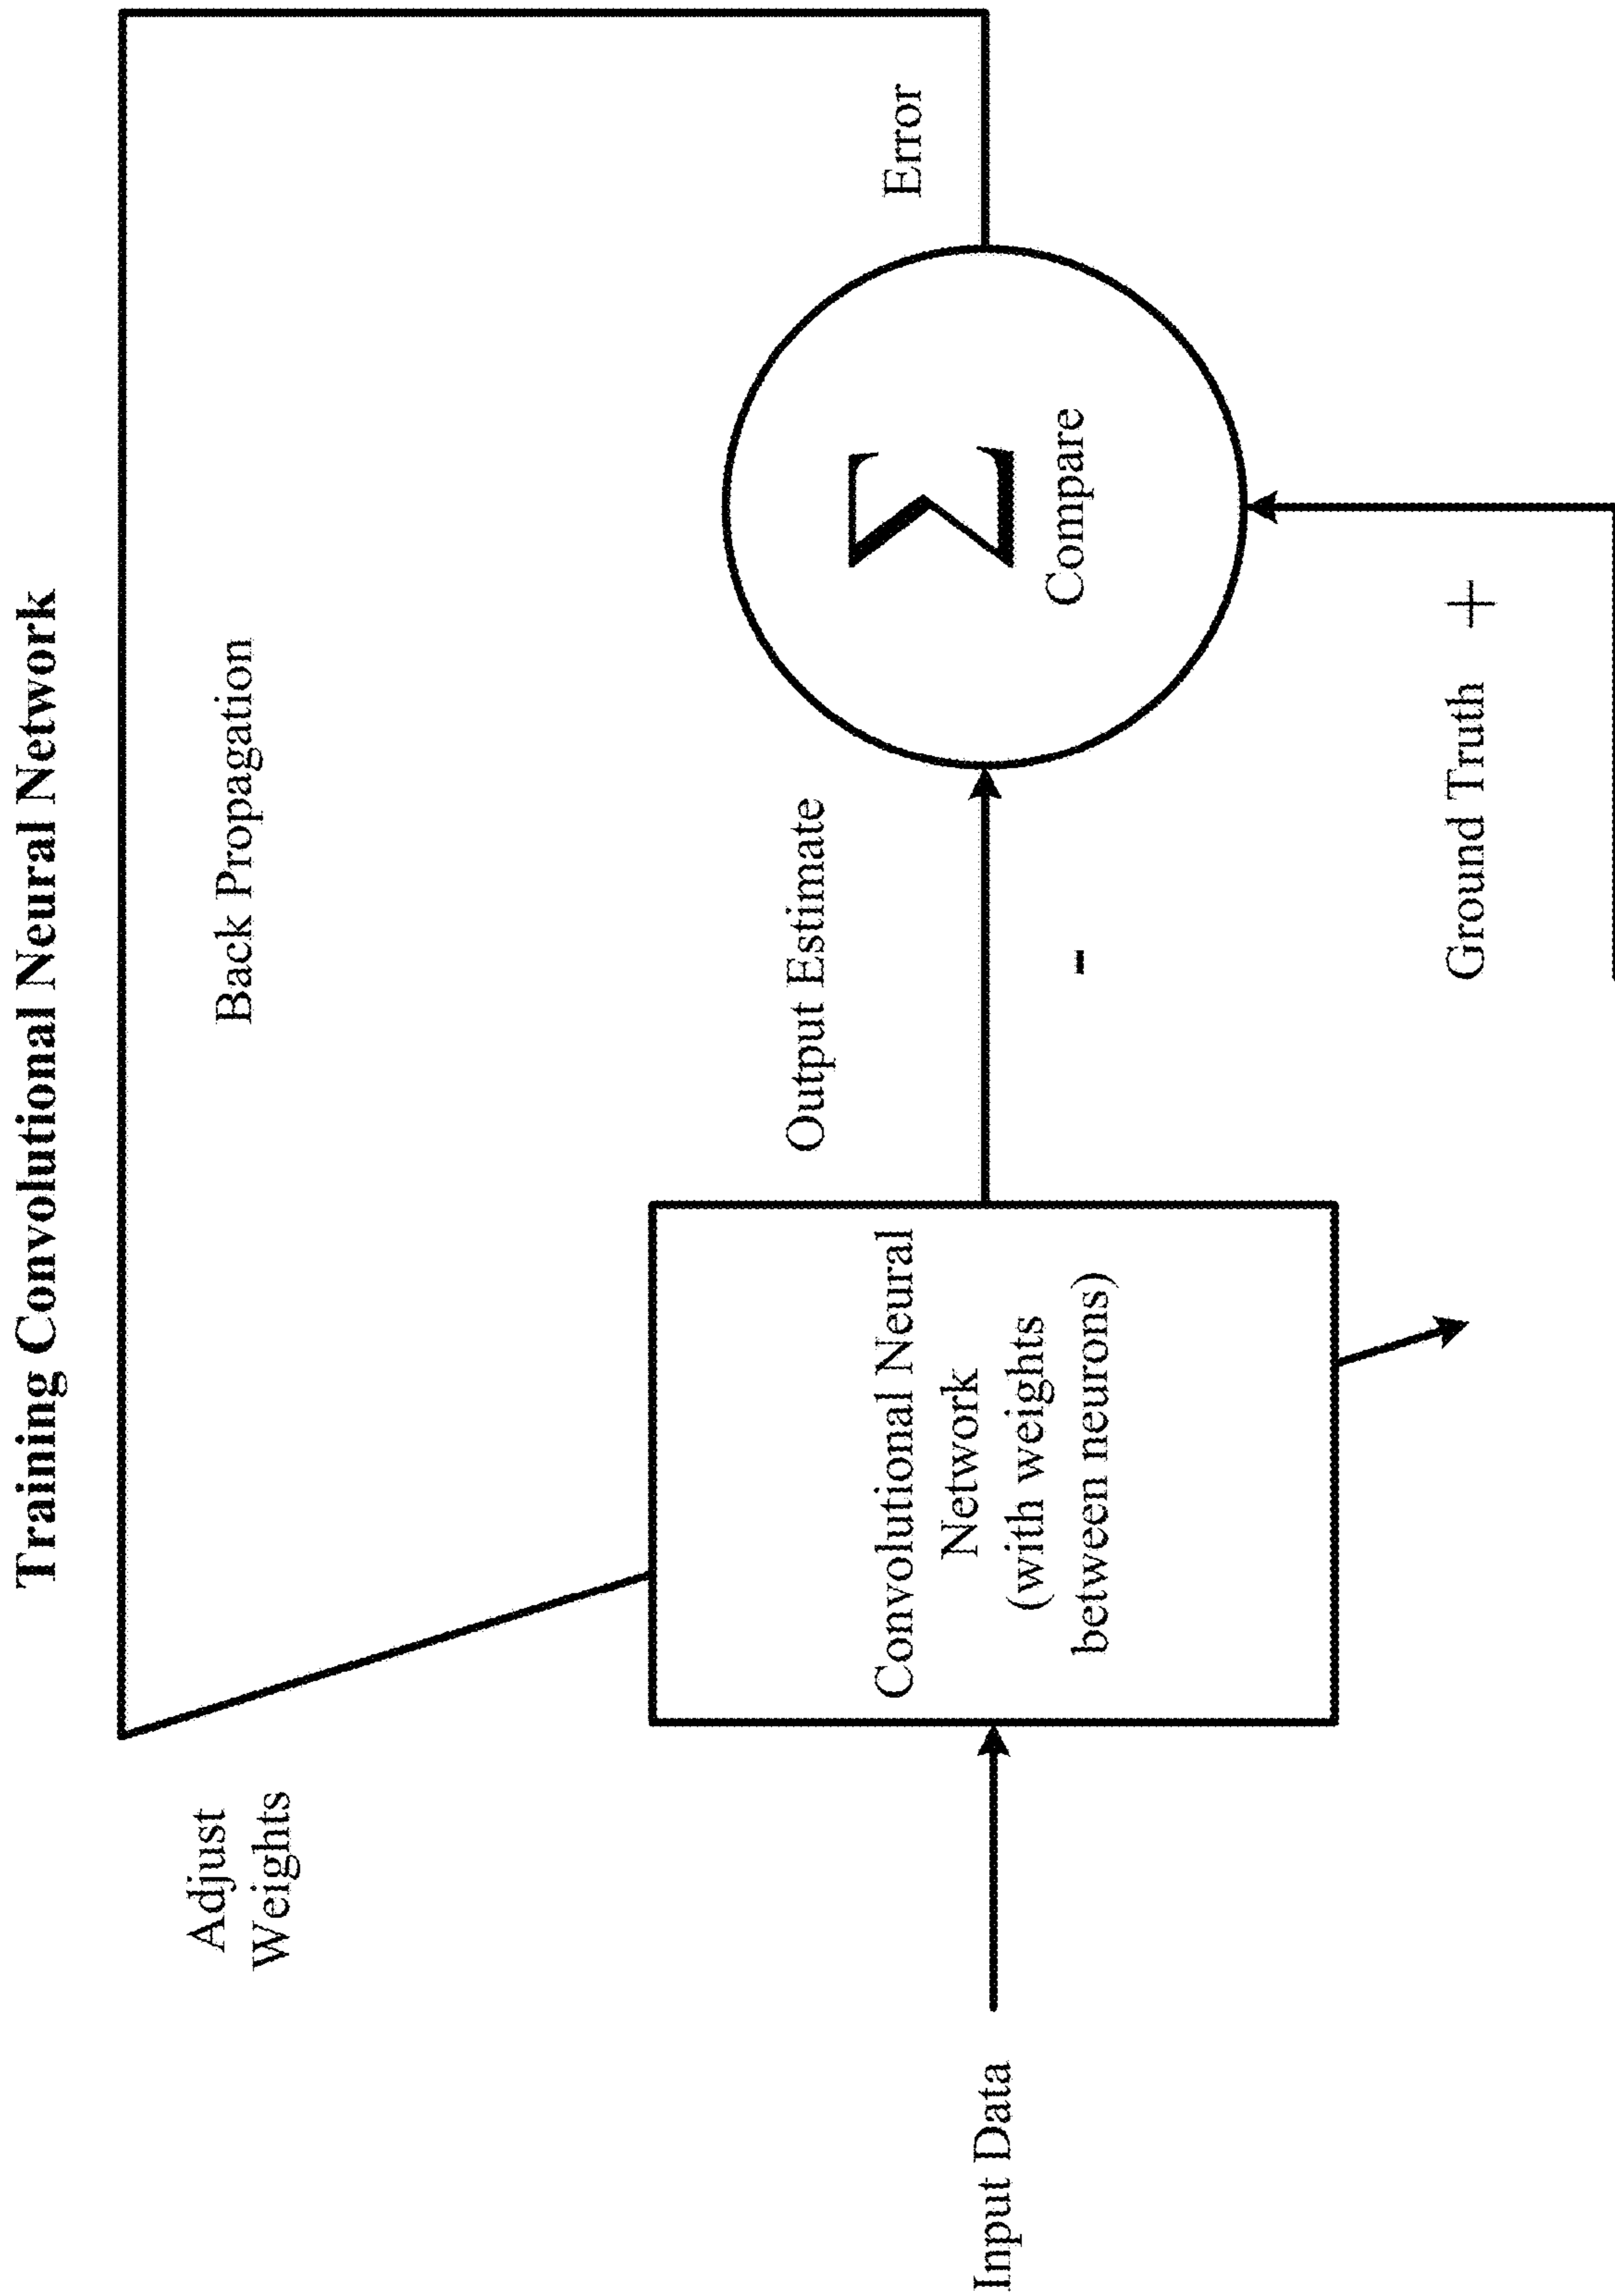 Training Convolutional Neural Network
Back Propagation
Adjust
Weights
Input Data
Convolutional Neural
Network
(with weights
between neurons)
Output Estimate
-
Σ
Compare
Error
Ground Truth +